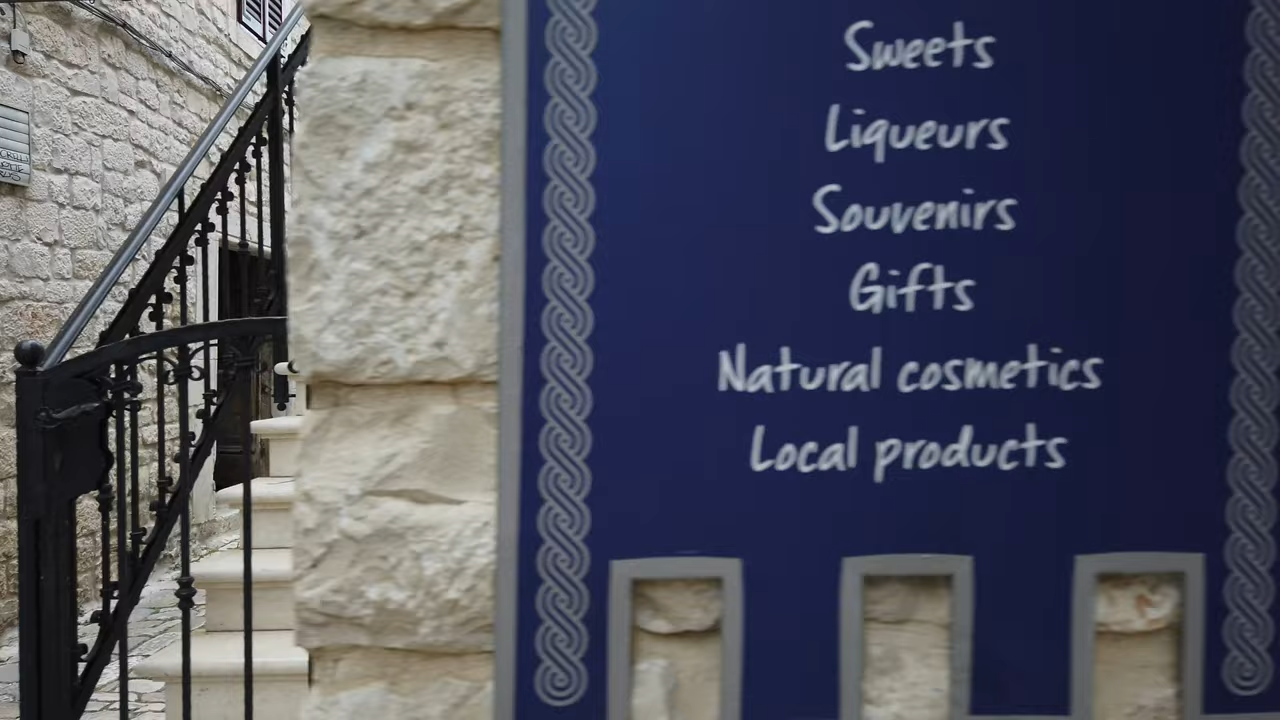 Sweets
Liqueurs
Souvenirs
Gifts
Natural cosmetics
Local products